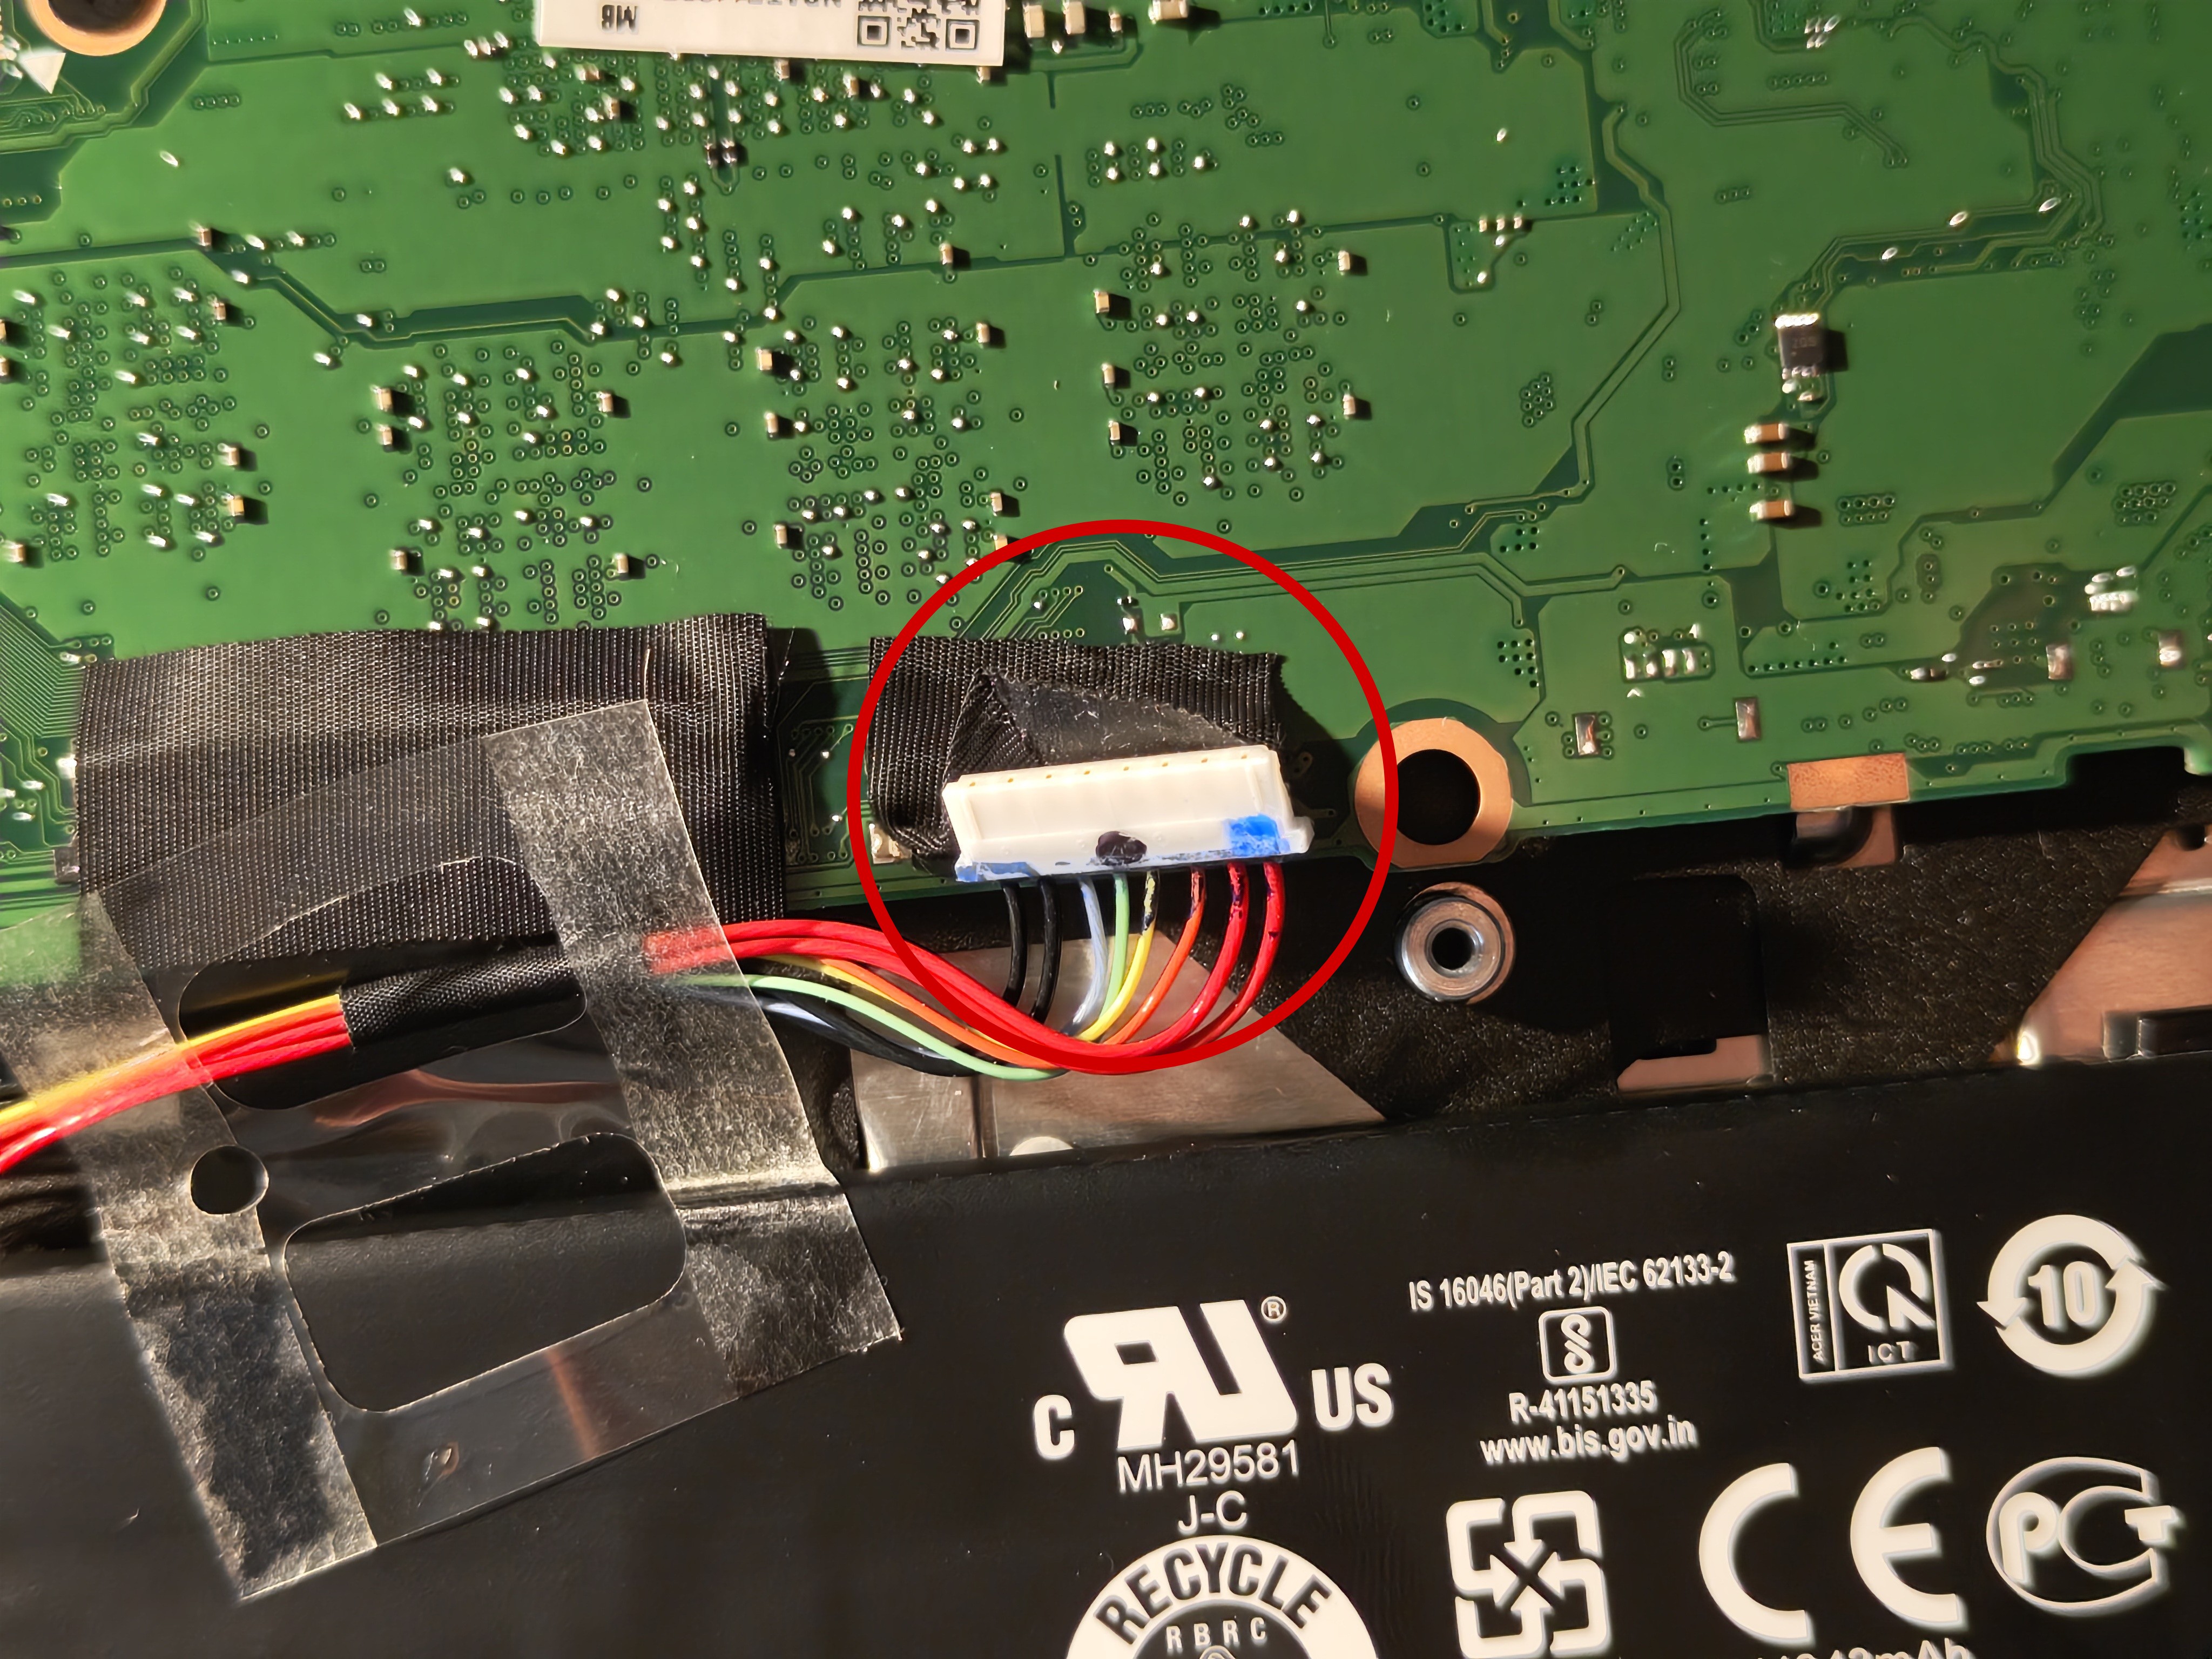 MB
IS 16046(Part 2)/IEC 62133-2
R-41151335
www.bis.gov.in
ACER VIETNAM
ICT
10
c RU ® US
MH29581
J-C
RECYCLE
RBRC
CE